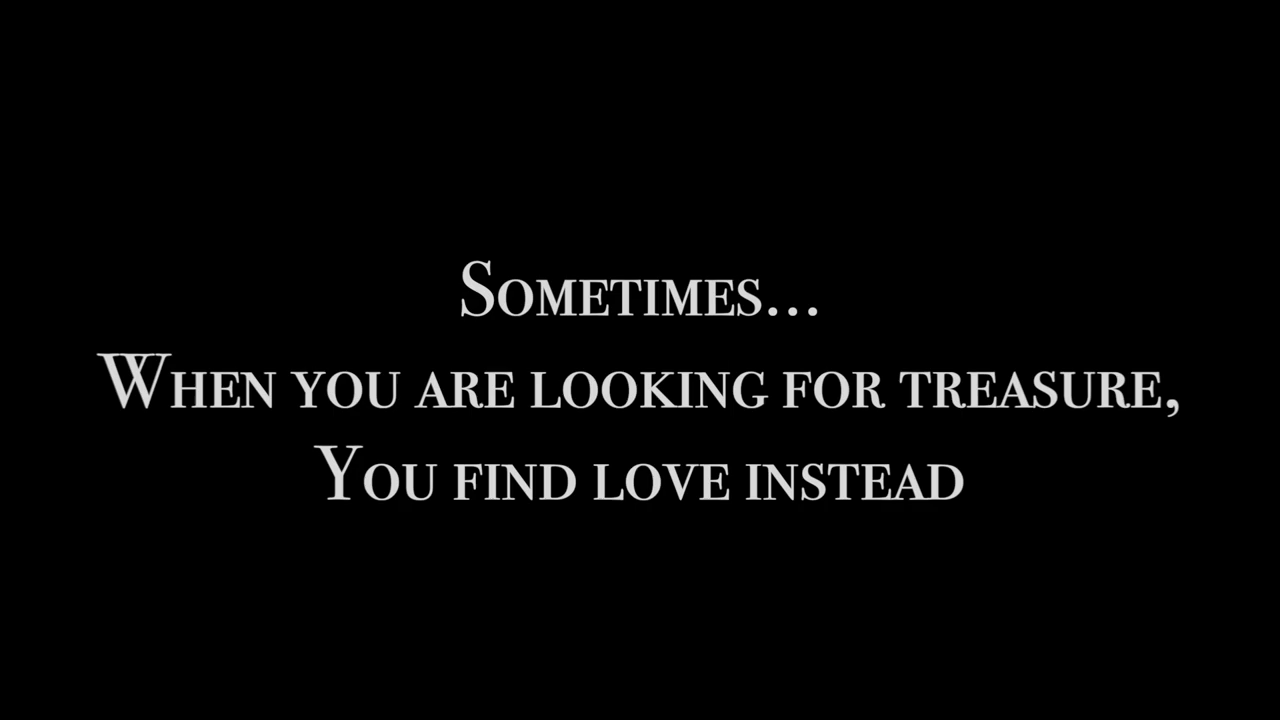 Sometimes...
When you are looking for treasure,
You find love instead